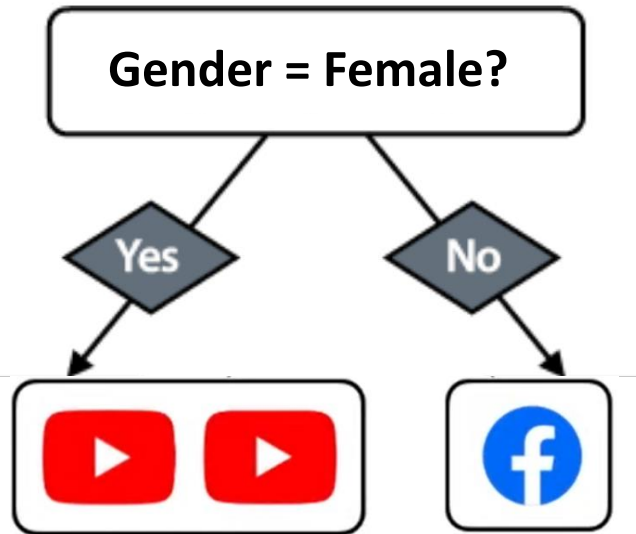 Gender = Female?
Yes
No